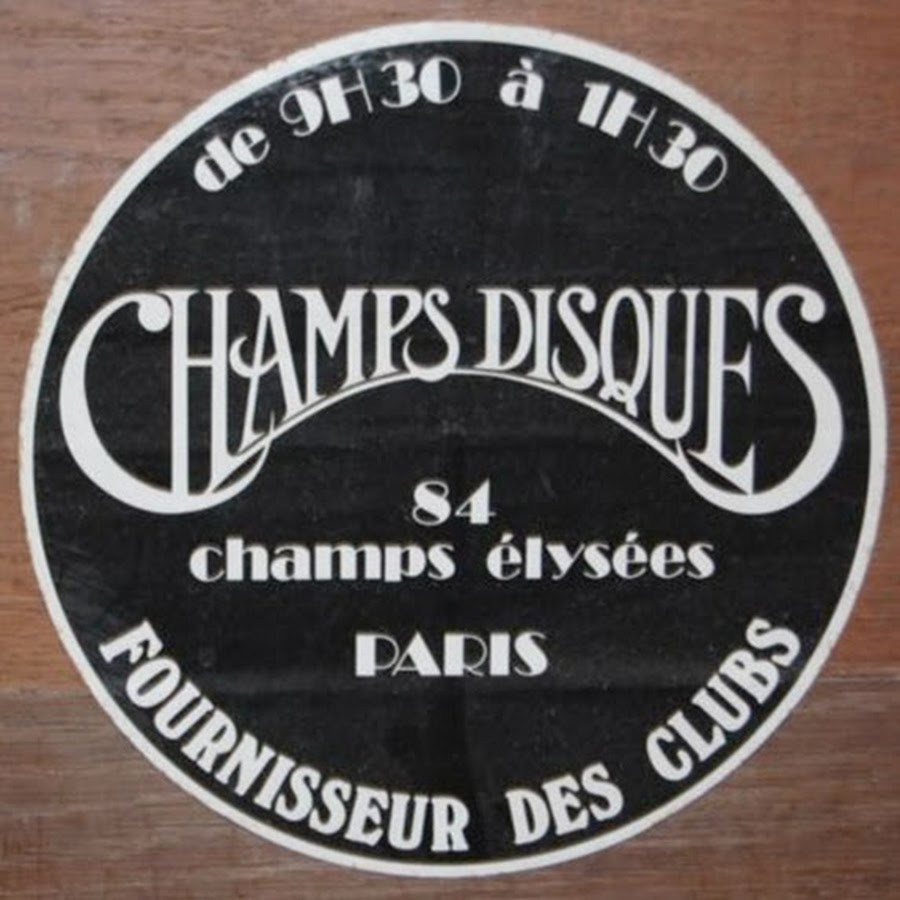 de 9H30 à 1H30
CHAMPS DISQUES
84
champs élysées
PARIS
FOURNISSEUR DES CLUBS